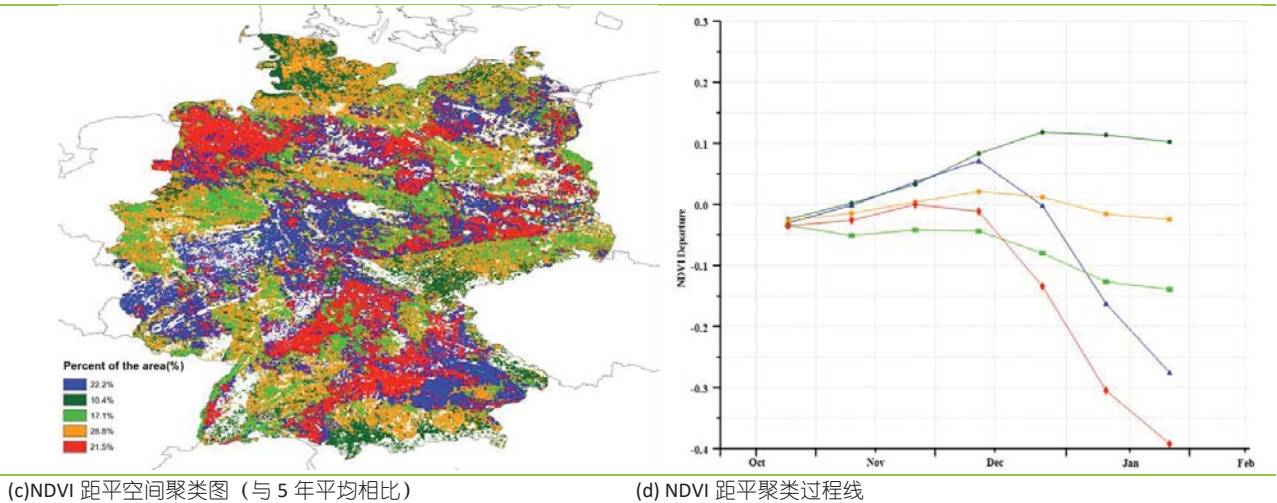 Percent of the area(%)
22.2%
10.4%
17.1%
28.8%
21.5%
0.3
0.2
0.1
0.0
-0.1
-0.2
-0.3
-0.4
NDVI Departure
Oct Nov Dec Jan Feb
(c)NDVI 距平空间聚类图（与 5 年平均相比）
(d) NDVI 距平聚类过程线